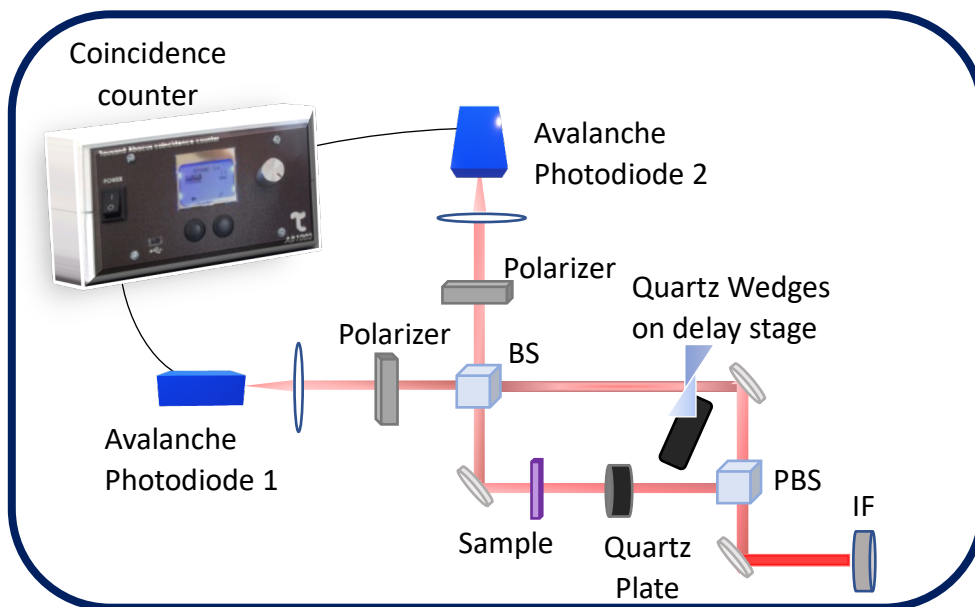 Coincidence
counter
POWER
Avalanche
Photodiode 2
Polarizer
Quartz Wedges
on delay stage
Polarizer
BS
Avalanche
Photodiode 1
PBS
IF
Sample
Quartz
Plate